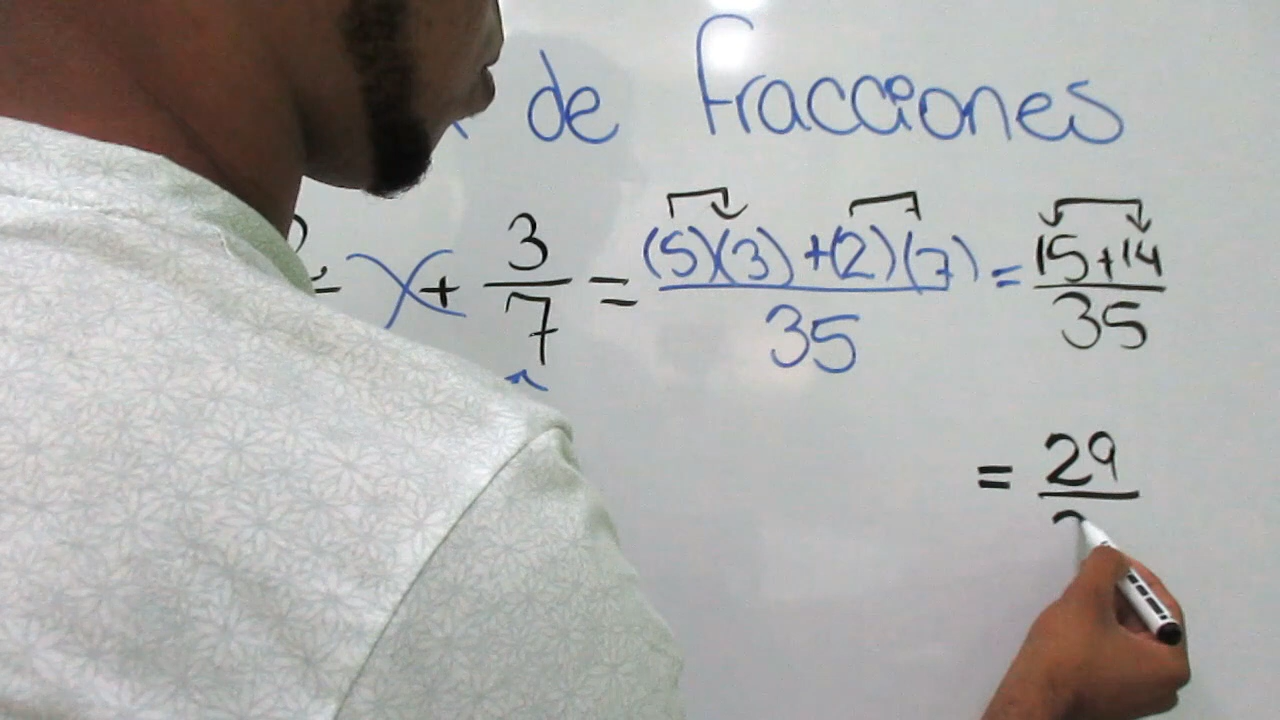 de Fracciones
+ 3/7 = (5)(3)+(2)(7)/35 = 15+14/35
= 29